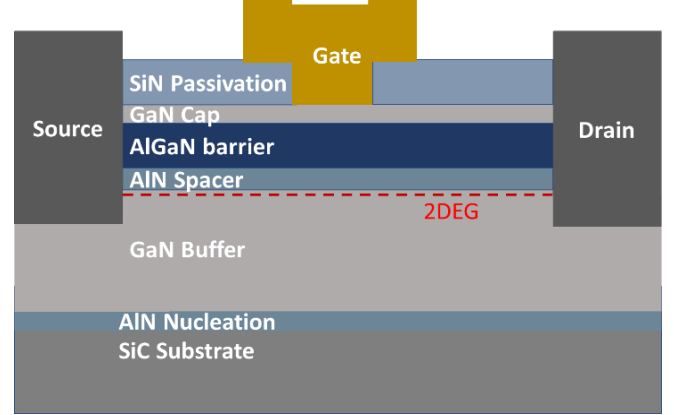 Gate
SiN Passivation
GaN Cap
Source
Drain
AlGaN barrier
AlN Spacer
2DEG
GaN Buffer
AlN Nucleation
SiC Substrate